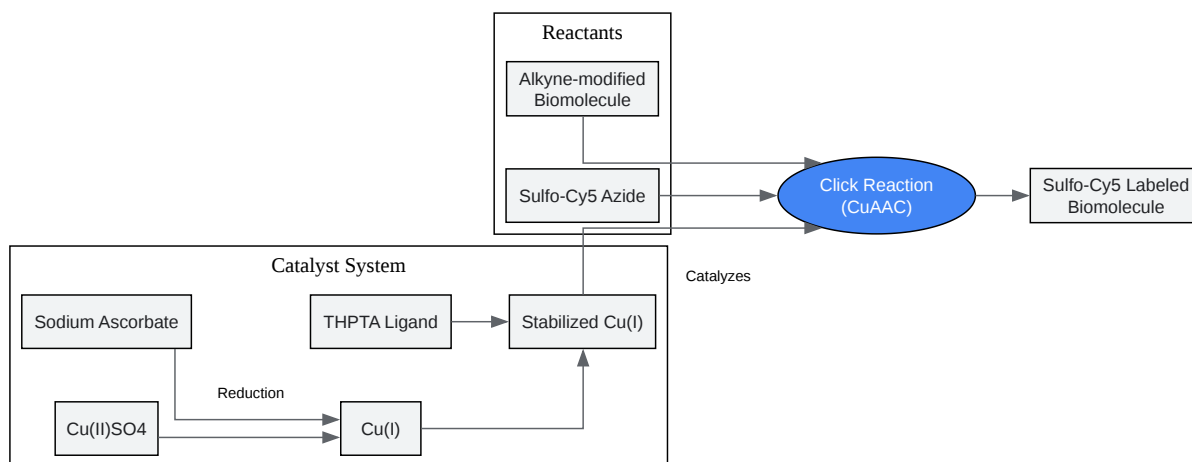 Reactants
Alkyne-modified
Biomolecule
Sulfo-Cy5 Azide
Click Reaction
(CuAAC)
Sulfo-Cy5 Labeled
Biomolecule
Catalyst System
Catalyzes
Sodium Ascorbate
THPTA Ligand
Stabilized Cu(I)
Reduction
Cu(II)SO4
Cu(I)